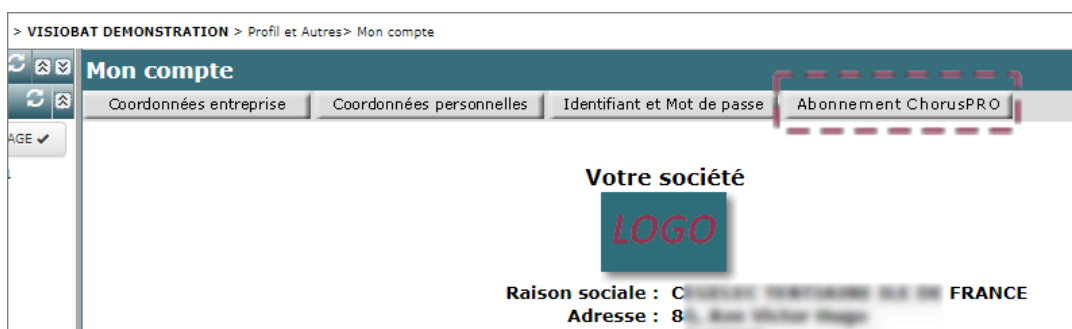 > VISIOBAT DEMONSTRATION > Profil et Autres> Mon compte
Mon compte
Coordonnées entreprise Coordonnées personnelles Identifiant et Mot de passe Abonnement ChorusPRO
AGE ✔
Votre société
LOGO
Raison sociale : C FRANCE
Adresse : 8